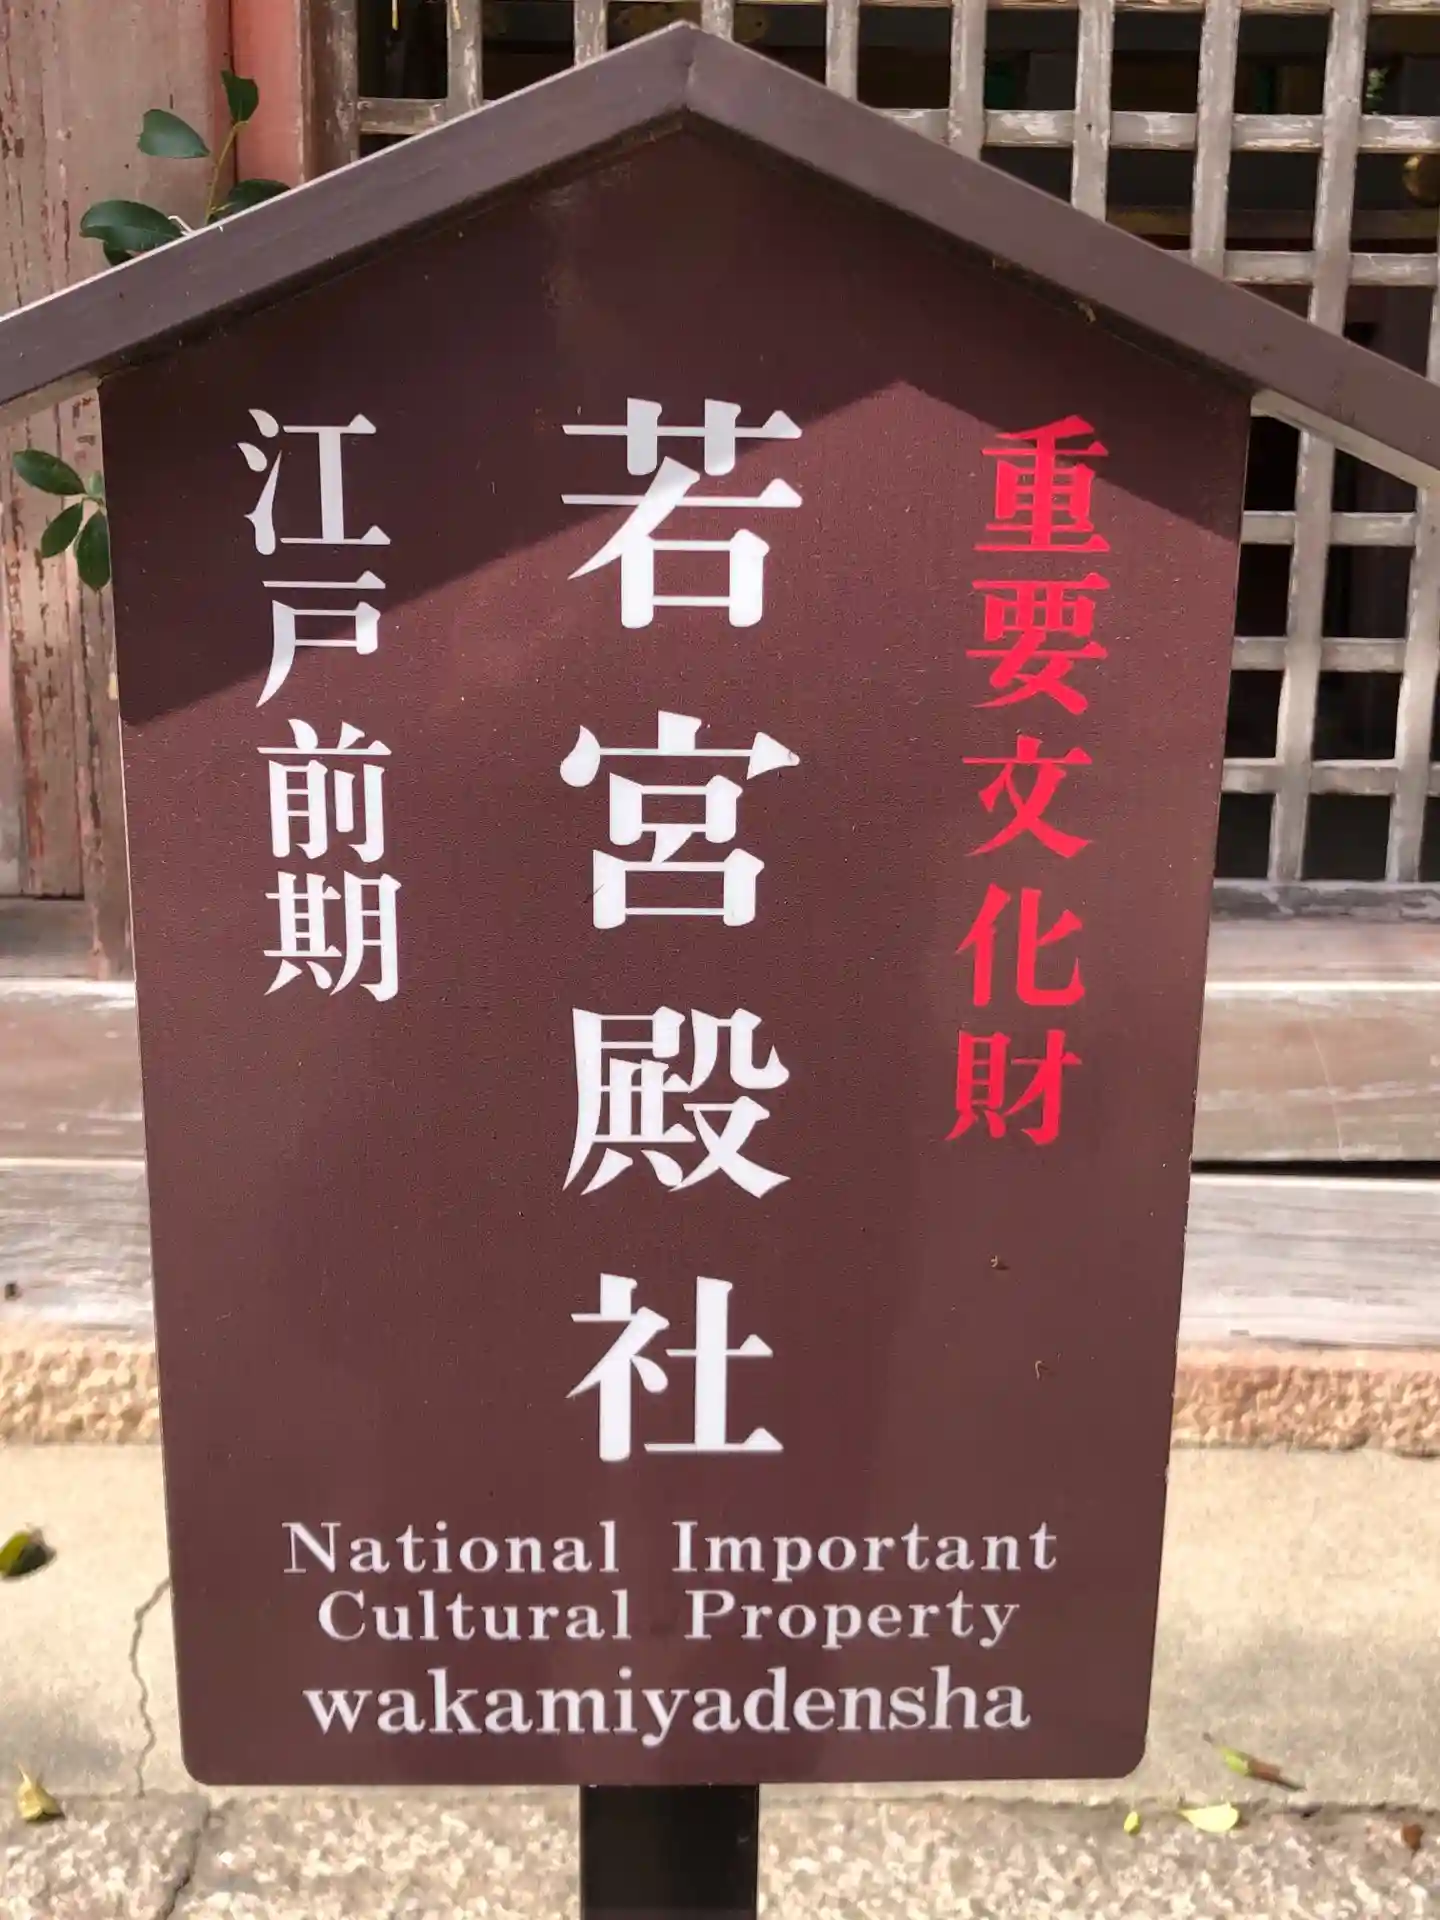 重要文化財
若宮殿社
江戸前期
National Important
Cultural Property
wakamiyadensha